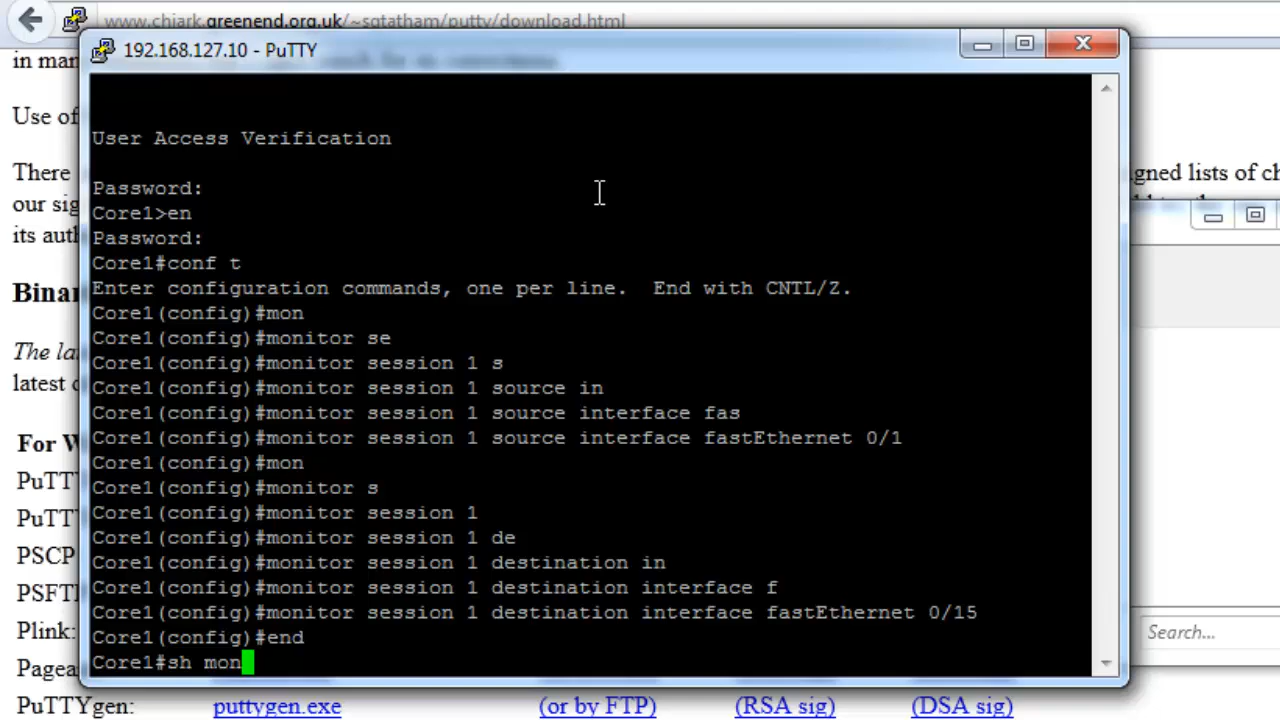 www.chiark.greenend.org.uk/~sgtatham/putty/download.html
in man
192.168.127.10 - PuTTY
Use of
There
our sig
its auth
gned lists of ch
Binar
The la
latest c
For W
User Access Verification
Password:
Core1>en
Password:
Core1#conf t
Enter configuration commands, one per line.  End with CNTL/Z.
Core1(config)#mon
Core1(config)#monitor se
Core1(config)#monitor session 1 s
Core1(config)#monitor session 1 source in
Core1(config)#monitor session 1 source interface fas
Core1(config)#monitor session 1 source interface fastEthernet 0/1
Core1(config)#mon
Core1(config)#monitor s
Core1(config)#monitor session 1
Core1(config)#monitor session 1 de
Core1(config)#monitor session 1 destination in
Core1(config)#monitor session 1 destination interface f
Core1(config)#monitor session 1 destination interface fastEthernet 0/15
Core1(config)#end
Core1#sh mon
PuTT
PuTT
PSCP
PSFT
Plink:
Pagea
Search...
PuTTYgen: puttygen.exe (or by FTP) (RSA sig) (DSA sig)